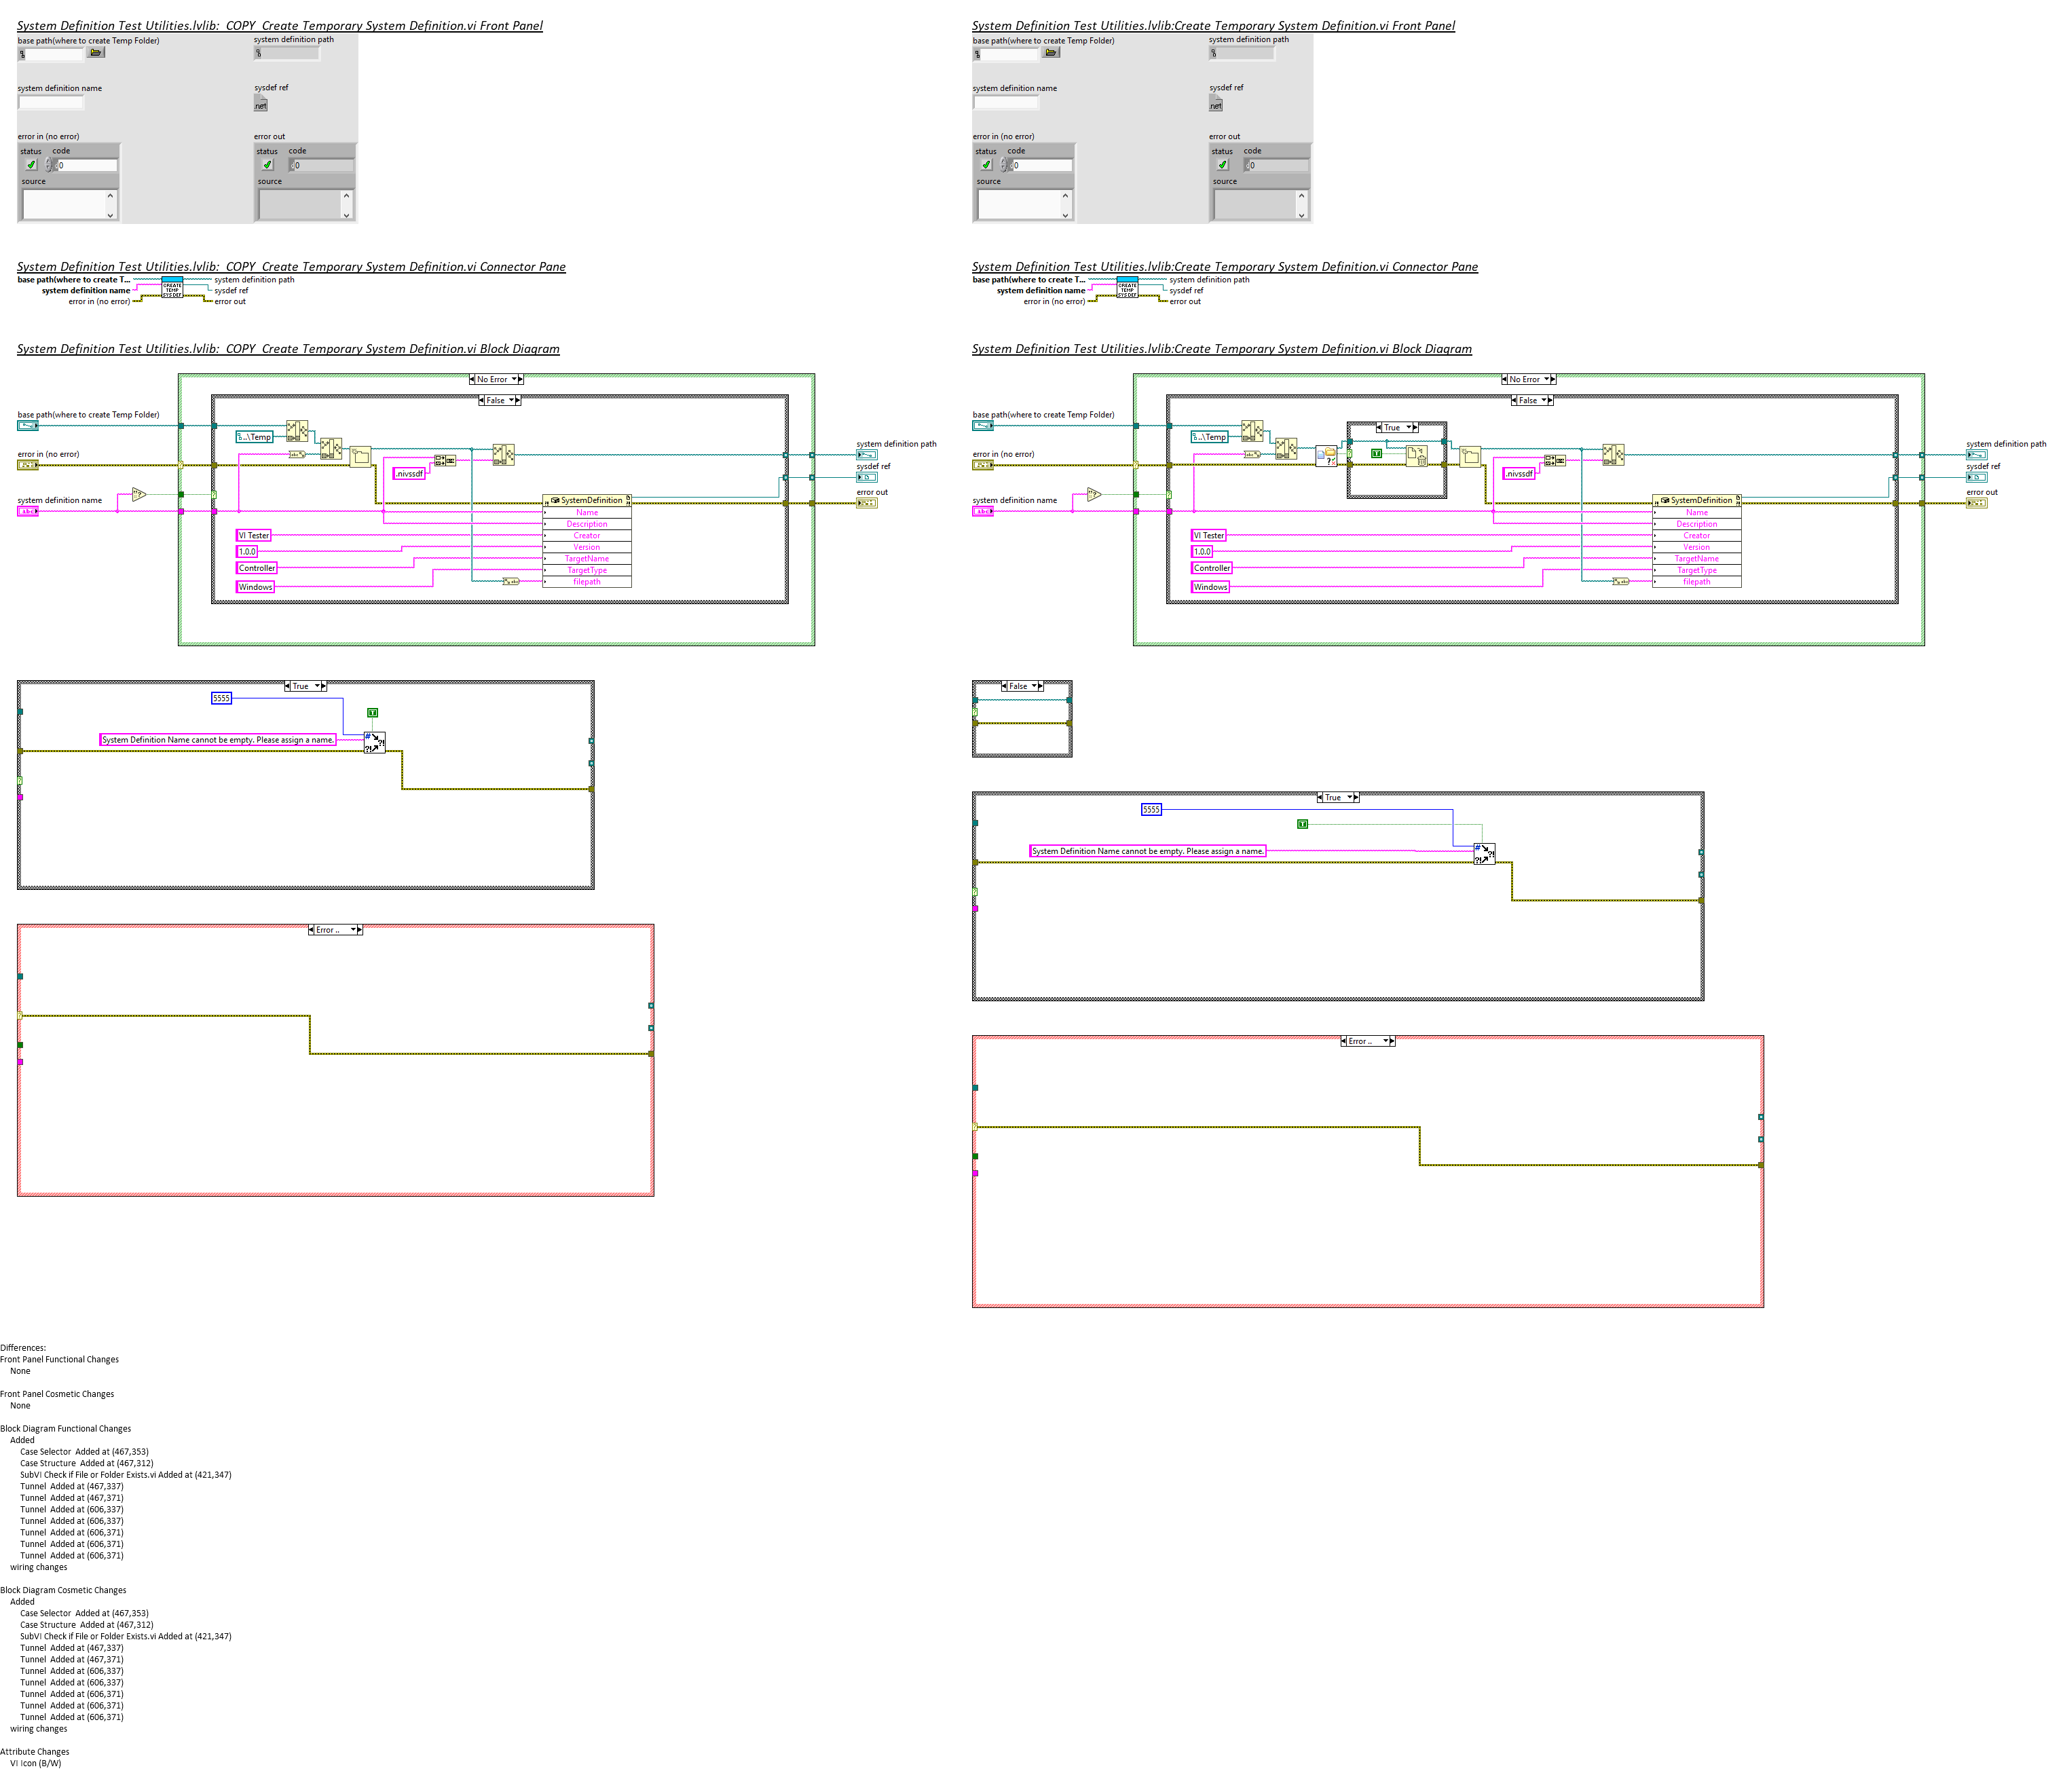 System Definition Test Utilities.lvlib:  COPY  Create Temporary System Definition.vi Front Panel
base path(where to create Temp Folder)
system definition path
system definition name
sysdef ref
.net
error in (no error)
error out
status
code
0
source
status
code
0
source
System Definition Test Utilities.lvlib:  COPY  Create Temporary System Definition.vi Connector Pane
base path(where to create T...
system definition name
error in (no error)
CREATE
TEMP
SYS DEF
system definition path
sysdef ref
error out
System Definition Test Utilities.lvlib:  COPY  Create Temporary System Definition.vi Block Diagram
No Error
False
base path(where to create Temp Folder)
..\Temp
system definition path
error in (no error)
sysdef ref
.nivssdf
system definition name
error out
abc
SystemDefinition
Name
Description
VI Tester
Creator
1.0.0
Version
Controller
TargetName
TargetType
Windows
filepath
True
5555
System Definition Name cannot be empty. Please assign a name.
Error ..
System Definition Test Utilities.lvlib:Create Temporary System Definition.vi Front Panel
base path(where to create Temp Folder)
system definition path
system definition name
sysdef ref
.net
error in (no error)
error out
status
code
0
source
status
code
0
source
System Definition Test Utilities.lvlib:Create Temporary System Definition.vi Connector Pane
base path(where to create T...
system definition name
error in (no error)
CREATE
TEMP
SYS DEF
system definition path
sysdef ref
error out
System Definition Test Utilities.lvlib:Create Temporary System Definition.vi Block Diagram
No Error
False
base path(where to create Temp Folder)
True
..\Temp
system definition path
error in (no error)
sysdef ref
.nivssdf
system definition name
error out
abc
SystemDefinition
Name
Description
VI Tester
Creator
1.0.0
Version
Controller
TargetName
TargetType
Windows
filepath
False
True
5555
System Definition Name cannot be empty. Please assign a name.
Error ..
Differences:
Front Panel Functional Changes
None
Front Panel Cosmetic Changes
None
Block Diagram Functional Changes
Added
Case Selector  Added at (467,353)
Case Structure  Added at (467,312)
SubVI Check if File or Folder Exists.vi Added at (421,347)
Tunnel  Added at (467,337)
Tunnel  Added at (467,371)
Tunnel  Added at (606,337)
Tunnel  Added at (606,337)
Tunnel  Added at (606,371)
Tunnel  Added at (606,371)
Tunnel  Added at (606,371)
wiring changes
Block Diagram Cosmetic Changes
Added
Case Selector  Added at (467,353)
Case Structure  Added at (467,312)
SubVI Check if File or Folder Exists.vi Added at (421,347)
Tunnel  Added at (467,337)
Tunnel  Added at (467,371)
Tunnel  Added at (606,337)
Tunnel  Added at (606,337)
Tunnel  Added at (606,371)
Tunnel  Added at (606,371)
Tunnel  Added at (606,371)
wiring changes
Attribute Changes
VI Icon (B/W)